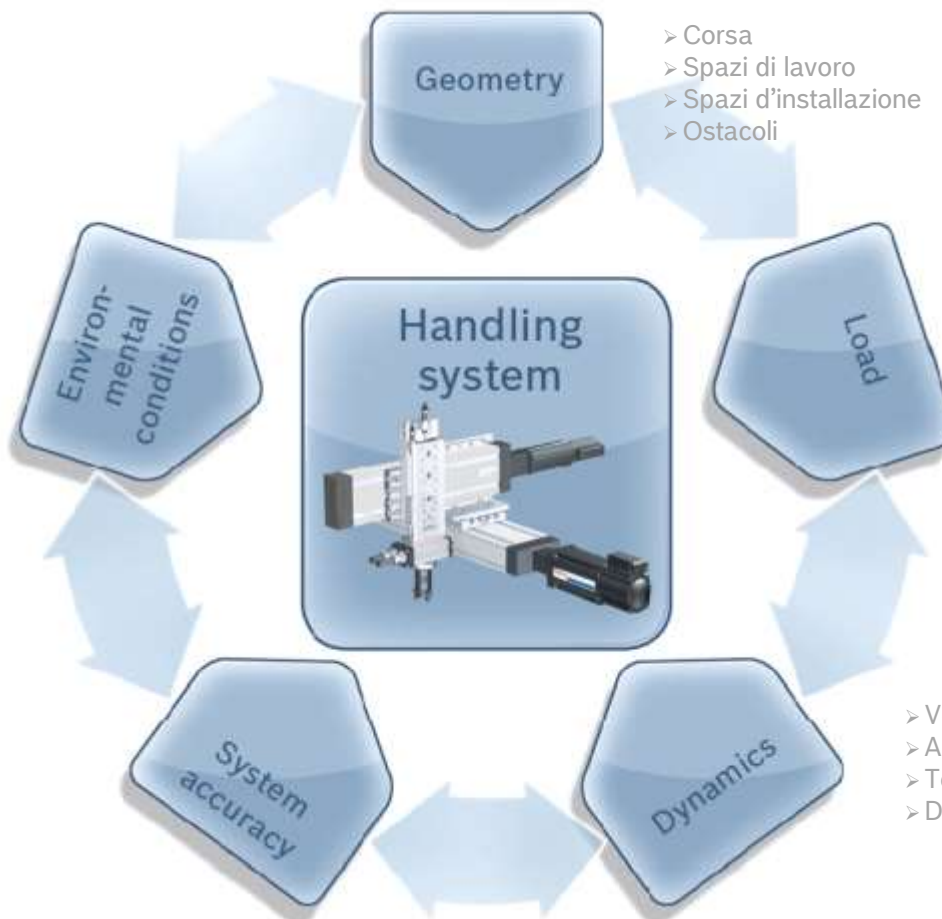 Geometry
➢ Corsa
➢ Spazi di lavoro
➢ Spazi d’installazione
➢ Ostacoli
Environ-
mental
conditions
Handling
system
Load
System
accuracy
Dynamics